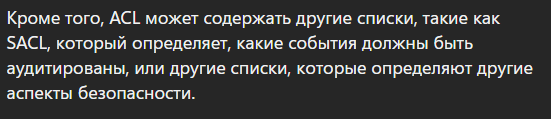 Кроме того, ACL может содержать другие списки, такие как
SACL, который определяет, какие события должны быть
аудитированы, или другие списки, которые определяют другие
аспекты безопасности.